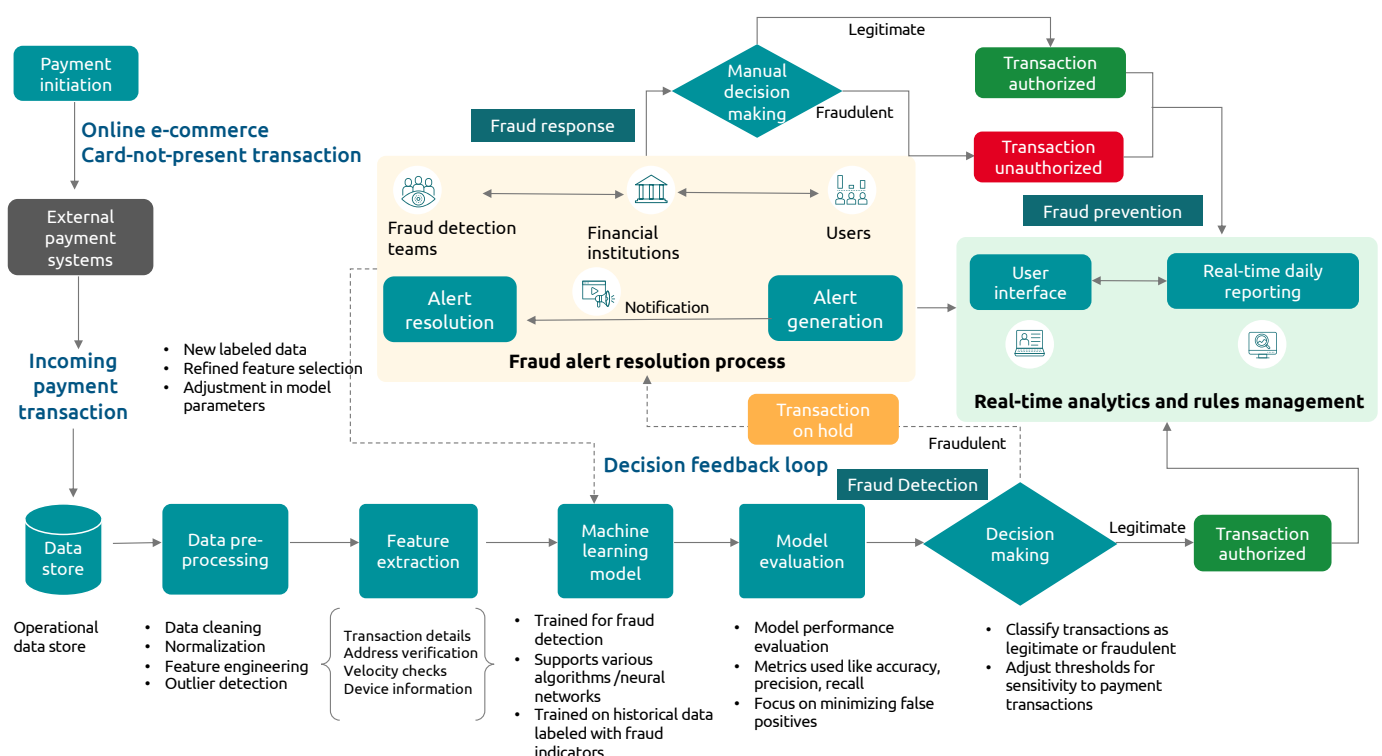 Payment
initiation
Online e-commerce
Card-not-present transaction
External
payment
systems
Incoming
payment
transaction
• New labeled data
• Refined feature selection
• Adjustment in model
parameters
Fraud response
Manual
decision
making
Legitimate
Fraudulent
Transaction
authorized
Transaction
unauthorized
Fraud prevention
Fraud detection
teams
Financial
institutions
Users
Alert
resolution
Notification
Alert
generation
Fraud alert resolution process
User
interface
Real-time daily
reporting
Real-time analytics and rules management
Transaction
on hold
Fraudulent
Decision feedback loop
Fraud Detection
Data
store
Data pre-
processing
Feature
extraction
Machine
learning
model
Model
evaluation
Decision
making
Legitimate
Transaction
authorized
Operational
data store
• Data cleaning
• Normalization
• Feature engineering
• Outlier detection
Transaction details
Address verification
Velocity checks
Device information
• Trained for fraud
detection
• Supports various
algorithms /neural
networks
• Trained on historical data
labeled with fraud
indicators
• Model performance
evaluation
• Metrics used like accuracy,
precision, recall
• Focus on minimizing false
positives
• Classify transactions as
legitimate or fraudulent
• Adjust thresholds for
sensitivity to payment
transactions